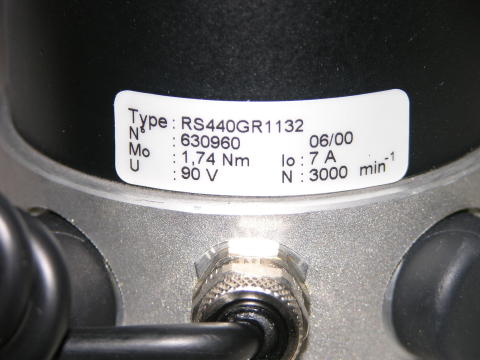 Type : RS440GR1132
N° : 630960 06/00
Mo : 1,74 Nm Io : 7 A
U : 90 V N : 3000 min-1